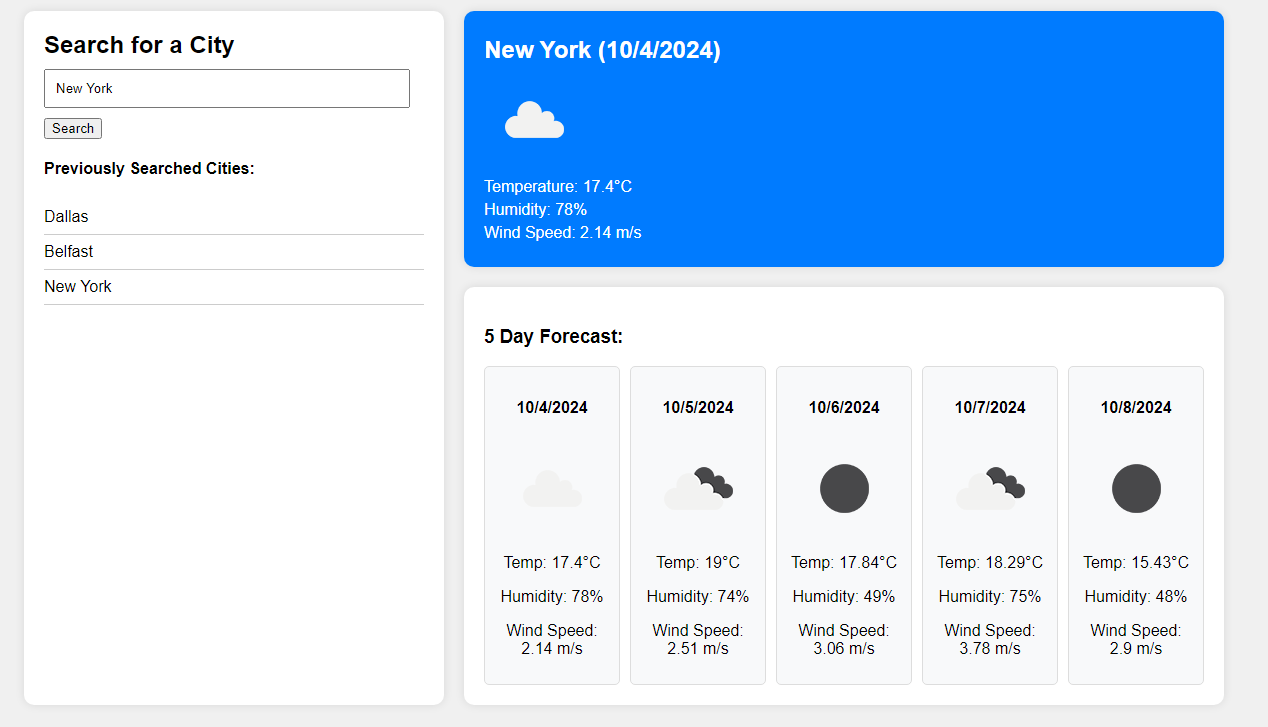 Search for a City
New York
Search
Previously Searched Cities:
Dallas
Belfast
New York
New York (10/4/2024)
Temperature: 17.4°C
Humidity: 78%
Wind Speed: 2.14 m/s
5 Day Forecast:
10/4/2024
Temp: 17.4°C
Humidity: 78%
Wind Speed:
2.14 m/s
10/5/2024
Temp: 19°C
Humidity: 74%
Wind Speed:
2.51 m/s
10/6/2024
Temp: 17.84°C
Humidity: 49%
Wind Speed:
3.06 m/s
10/7/2024
Temp: 18.29°C
Humidity: 75%
Wind Speed:
3.78 m/s
10/8/2024
Temp: 15.43°C
Humidity: 48%
Wind Speed:
2.9 m/s